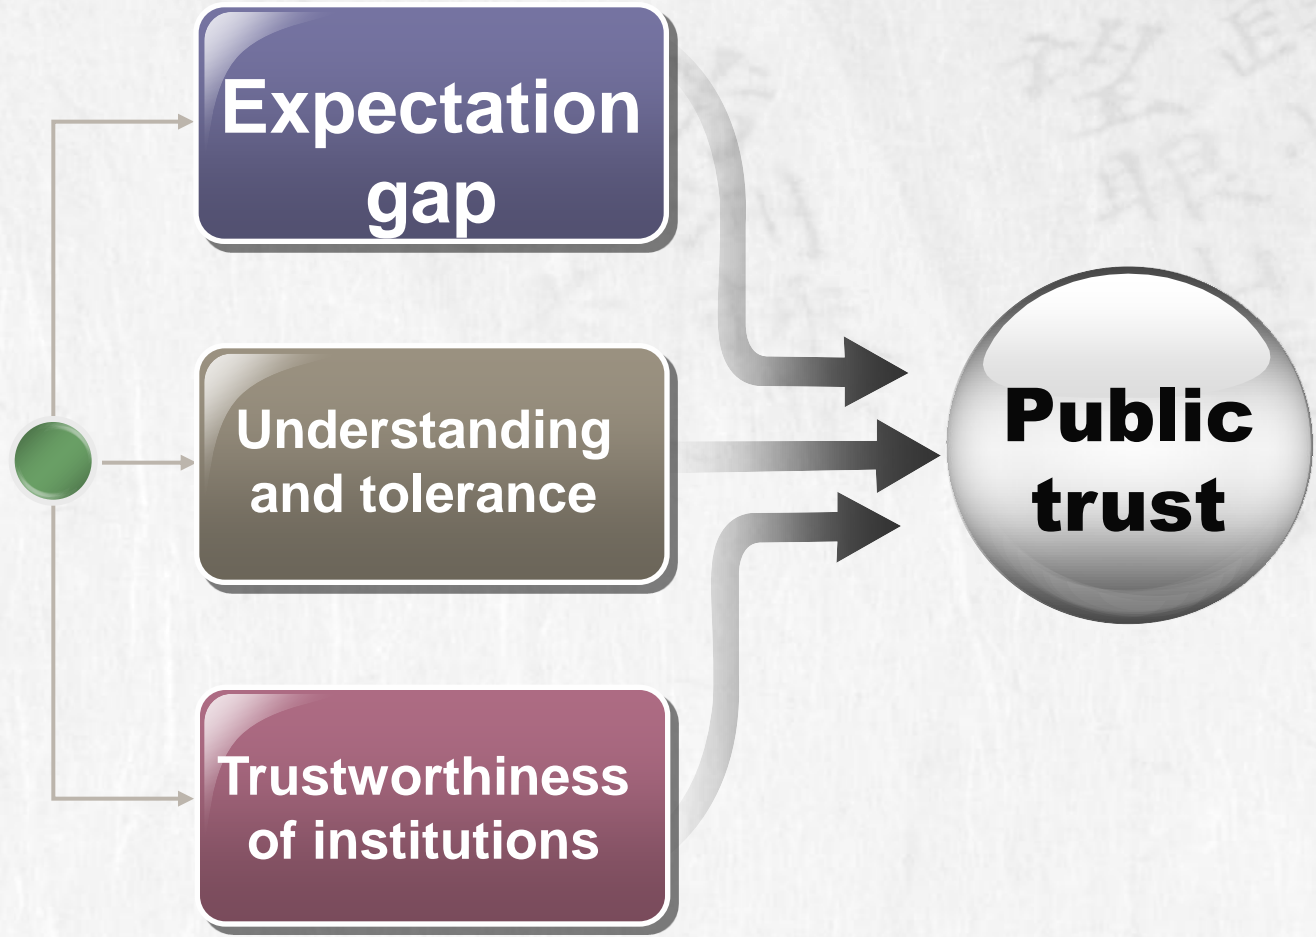 Expectation
gap
Understanding
and tolerance
Trustworthiness
of institutions
Public
trust